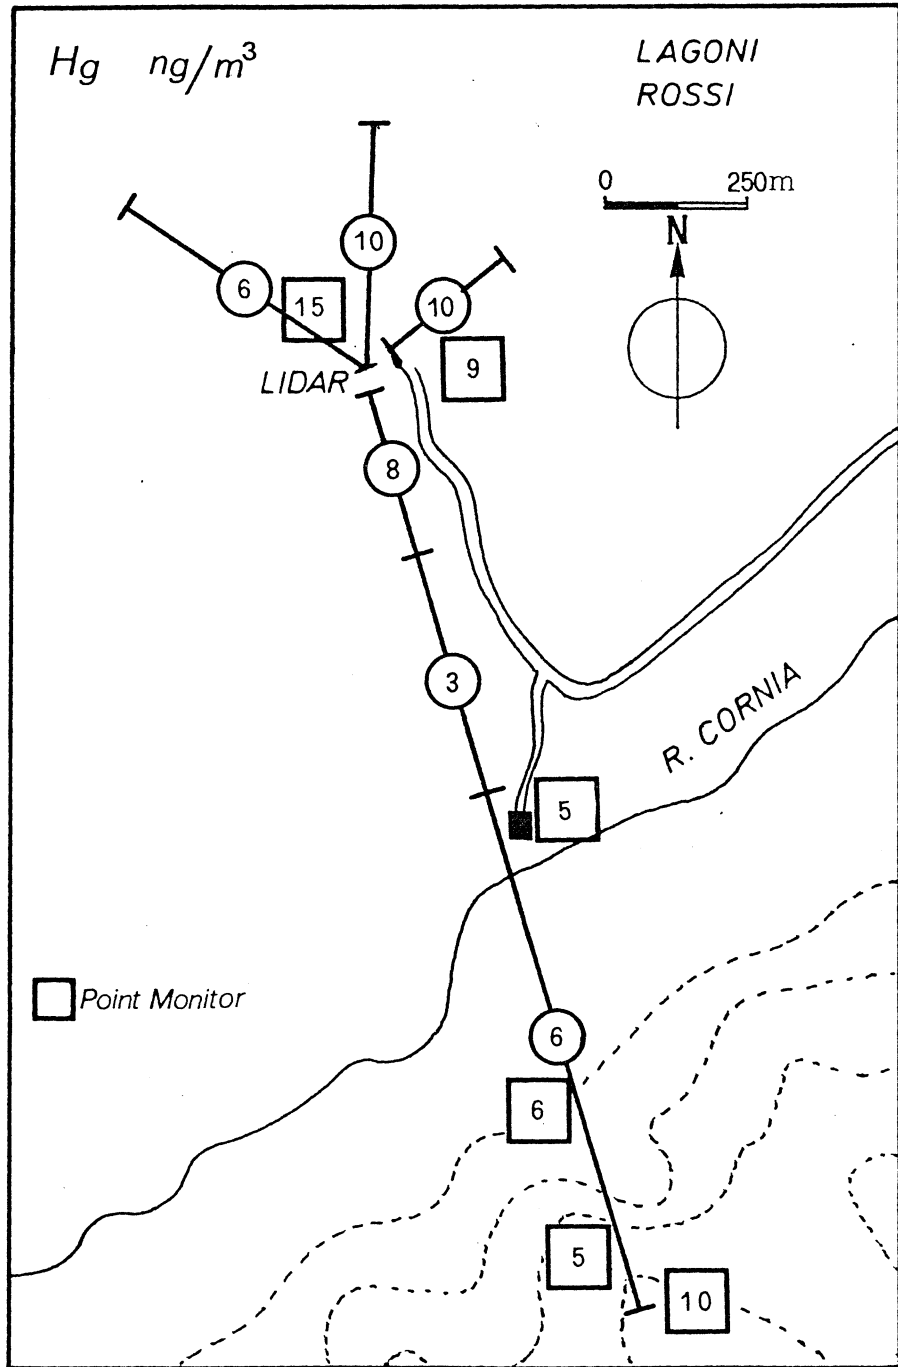 Hg ng/m³
LAGONI
ROSSI
0 250m
N
10
6
15
10
9
LIDAR
8
3
R. CORNIA
5
Point Monitor
6
6
5
10